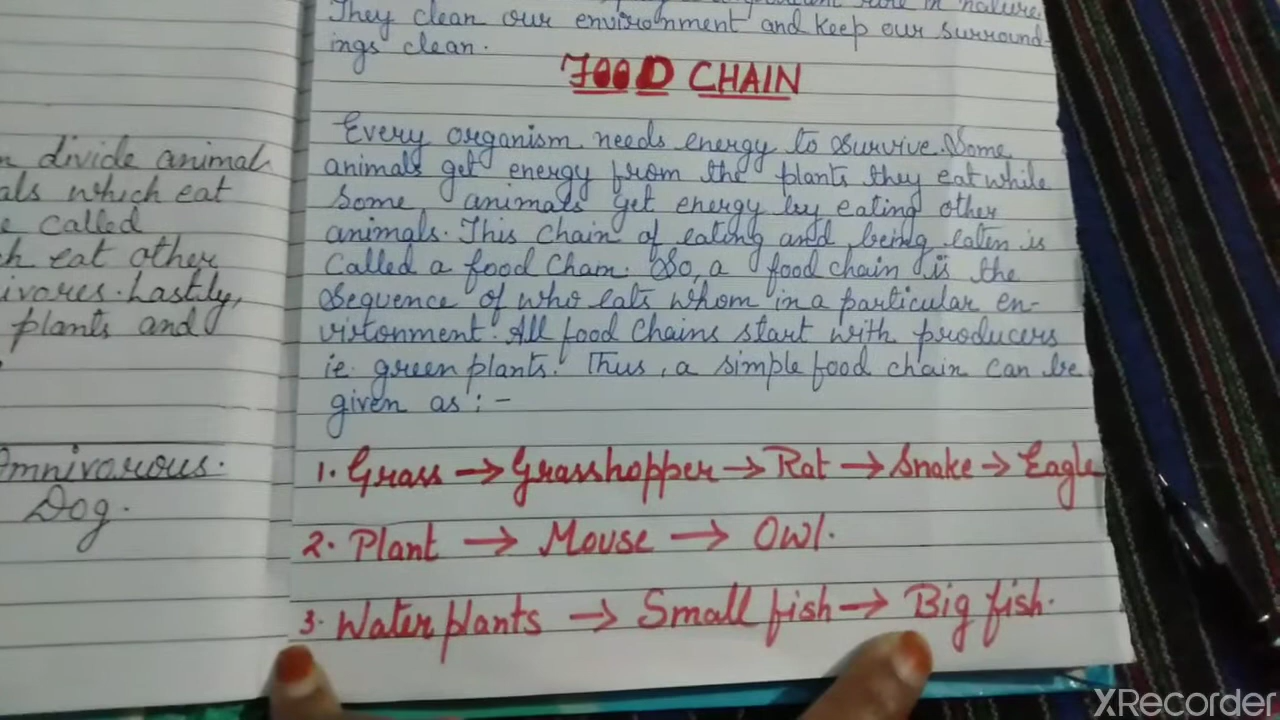 n divide animal
als which eat
e called
ch eat other
ivores. Lastly,
plants and
Omnivorous.
Dog.
in nature
They clean our environment and keep our surround-
ings clean.
FOOD CHAIN
Every organism needs energy to survive. Some
animals get energy from the plants they eat while
some animals get energy by eating other
animals. This chain of eating and being eaten is
called a food chain. So, a food chain is the
sequence of who eats whom in a particular en-
vironment. All food chains start with producers
ie. green plants. Thus, a simple food chain can be
given as :-
1. Grass → Grasshopper → Rat → Snake → Eagle
2. Plant → Mouse → Owl.
3. Water plants → Small fish → Big fish.
XRecorder